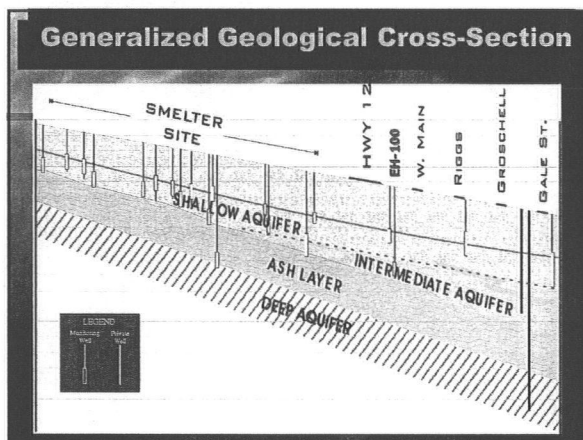 Generalized Geological Cross-Section
SMELTER
SITE
HWY 12
EH-100
W. MAIN
RIGGS
GROSCHELL
GALE ST.
SHALLOW AQUIFER
INTERMEDIATE AQUIFER
ASH LAYER
DEEP AQUIFER
LEGEND
Monitoring Private
Well Well